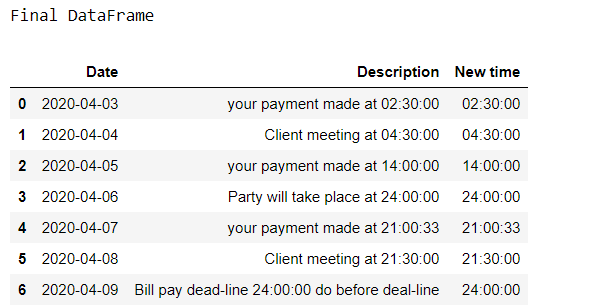 Final DataFrame
Date Description New time
0 2020-04-03 your payment made at 02:30:00 02:30:00
1 2020-04-04 Client meeting at 04:30:00 04:30:00
2 2020-04-05 your payment made at 14:00:00 14:00:00
3 2020-04-06 Party will take place at 24:00:00 24:00:00
4 2020-04-07 your payment made at 21:00:33 21:00:33
5 2020-04-08 Client meeting at 21:30:00 21:30:00
6 2020-04-09 Bill pay dead-line 24:00:00 do before deal-line 24:00:00